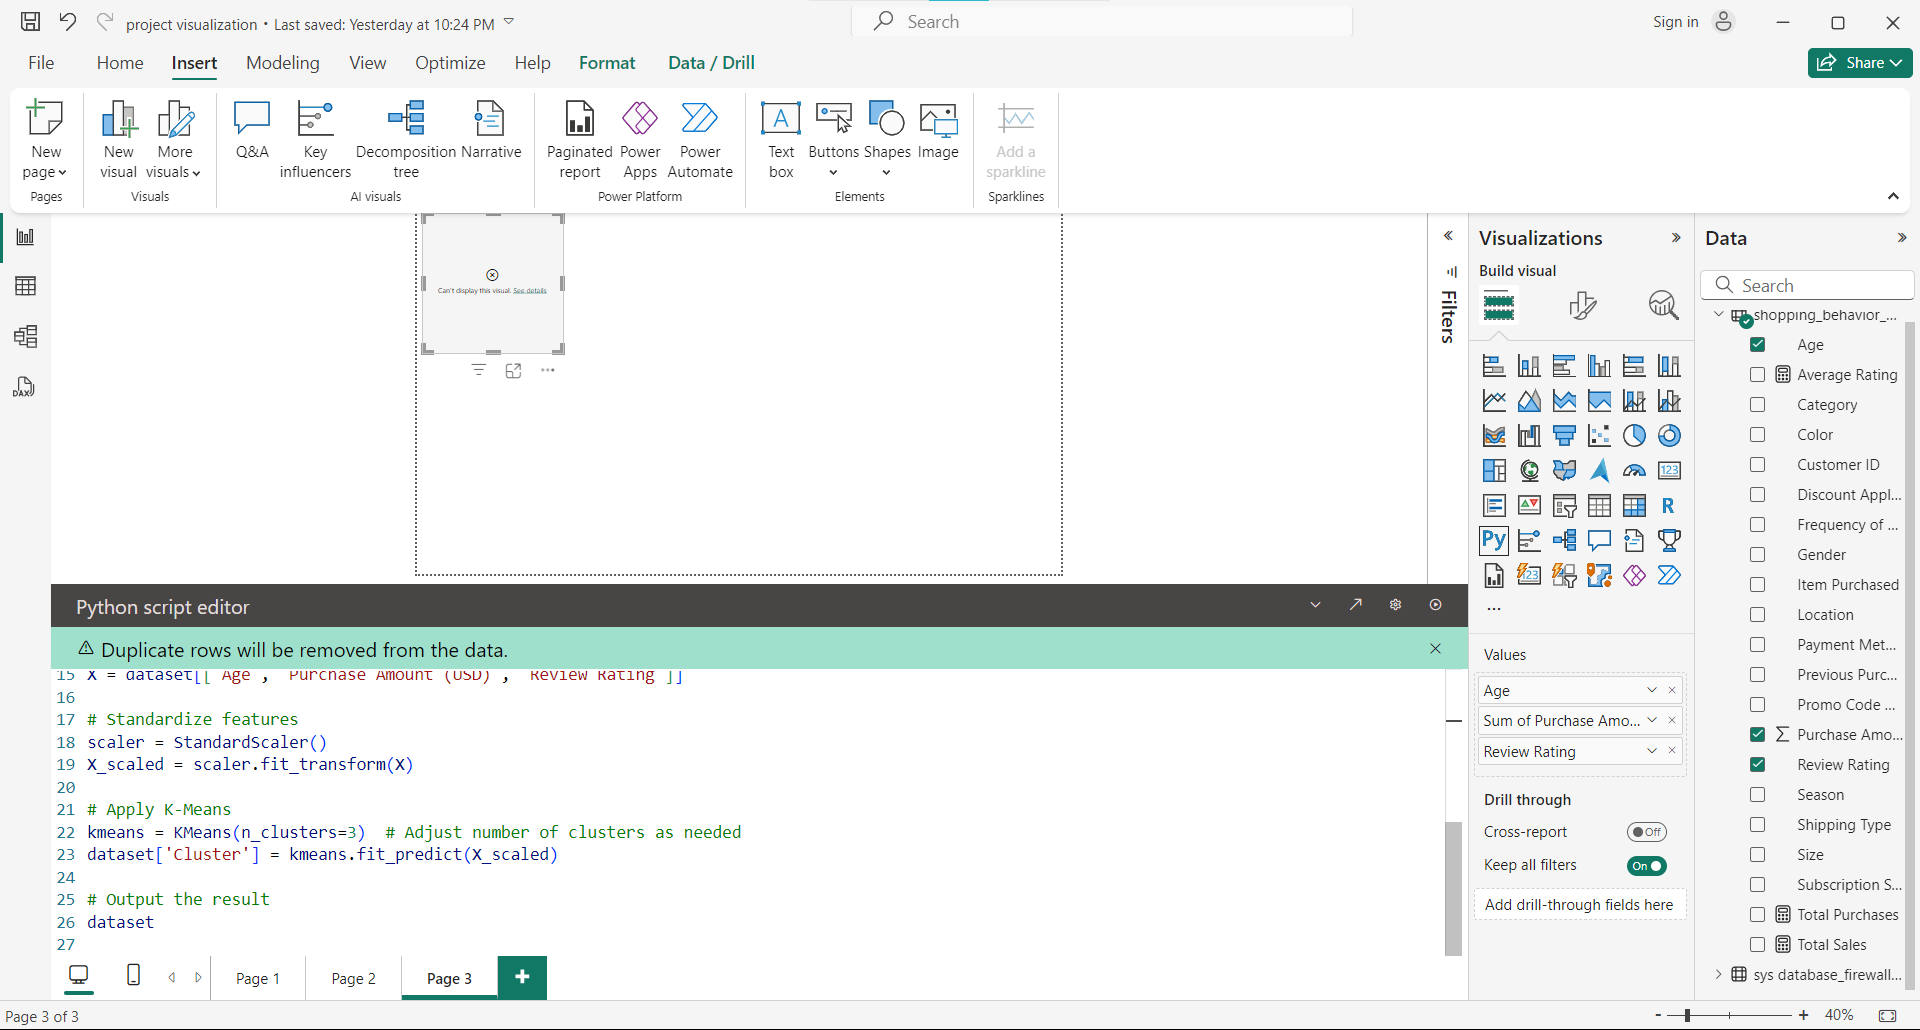 project visualization • Last saved: Yesterday at 10:24 PM
Search
Sign in
File
Home
Insert
Modeling
View
Optimize
Help
Format
Data / Drill
Share
New page
New visual
More visuals
Q&A
Key influencers
Decomposition tree
Narrative
Paginated report
Power Apps
Power Automate
A
Text box
Buttons
Shapes
Image
Add a sparkline
Pages
Visuals
AI visuals
Power Platform
Elements
Sparklines
DAX
Can't display this visual. See details
Filters
Python script editor
Duplicate rows will be removed from the data.
15 X = dataset[['Age', 'Purchase Amount (USD)', 'Review Rating']]
16
17 # Standardize features
18 scaler = StandardScaler()
19 X_scaled = scaler.fit_transform(X)
20
21 # Apply K-Means
22 kmeans = KMeans(n_clusters=3)  # Adjust number of clusters as needed
23 dataset['Cluster'] = kmeans.fit_predict(X_scaled)
24
25 # Output the result
26 dataset
27
Visualizations
Build visual
123
R
Py
123
...
Values
Age
Sum of Purchase Amo...
Review Rating
Drill through
Cross-report
Off
Keep all filters
On
Add drill-through fields here
Data
Search
shopping_behavior_...
Age
Average Rating
Category
Color
Customer ID
Discount Appl...
Frequency of ...
Gender
Item Purchased
Location
Payment Met...
Previous Purc...
Promo Code ...
Purchase Amo...
Review Rating
Season
Shipping Type
Size
Subscription S...
Total Purchases
Total Sales
sys database_firewall...
Page 1
Page 2
Page 3
Page 3 of 3
- + 40%